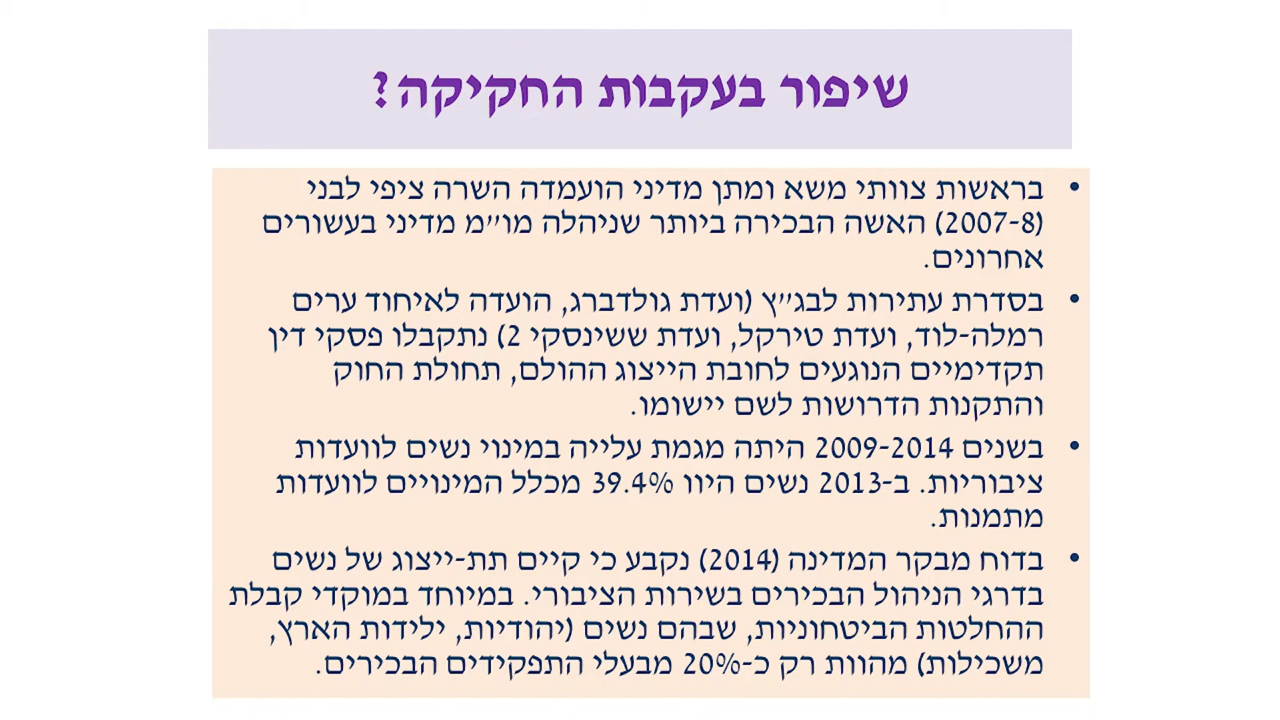 שיפור בעקבות החקיקה?
• בראשות צוותי משא ומתן מדיני הועמדה השרה ציפי לבני
(2007-8) האשה הבכירה ביותר שניהלה מו"מ מדיני בעשורים
אחרונים.
• בסדרת עתירות לבג"ץ (ועדת גולדברג, הועדה לאיחוד ערים
רמלה-לוד, ועדת טירקל, ועדת ששינסקי 2) נתקבלו פסקי דין
תקדימיים הנוגעים לחובת הייצוג ההולם, תחולת החוק
והתקנות הדרושות לשם יישומו.
• בשנים 2009-2014 היתה מגמת עלייה במינוי נשים לוועדות
ציבוריות. ב-2013 נשים היוו 39.4% מכלל המינויים לוועדות
מתמנות.
• בדוח מבקר המדינה (2014) נקבע כי קיים תת-ייצוג של נשים
בדרגי הניהול הבכירים בשירות הציבורי. במיוחד במוקדי קבלת
ההחלטות הביטחוניות, שבהם נשים (יהודיות, ילידות הארץ,
משכילות) מהוות רק כ-20% מבעלי התפקידים הבכירים.